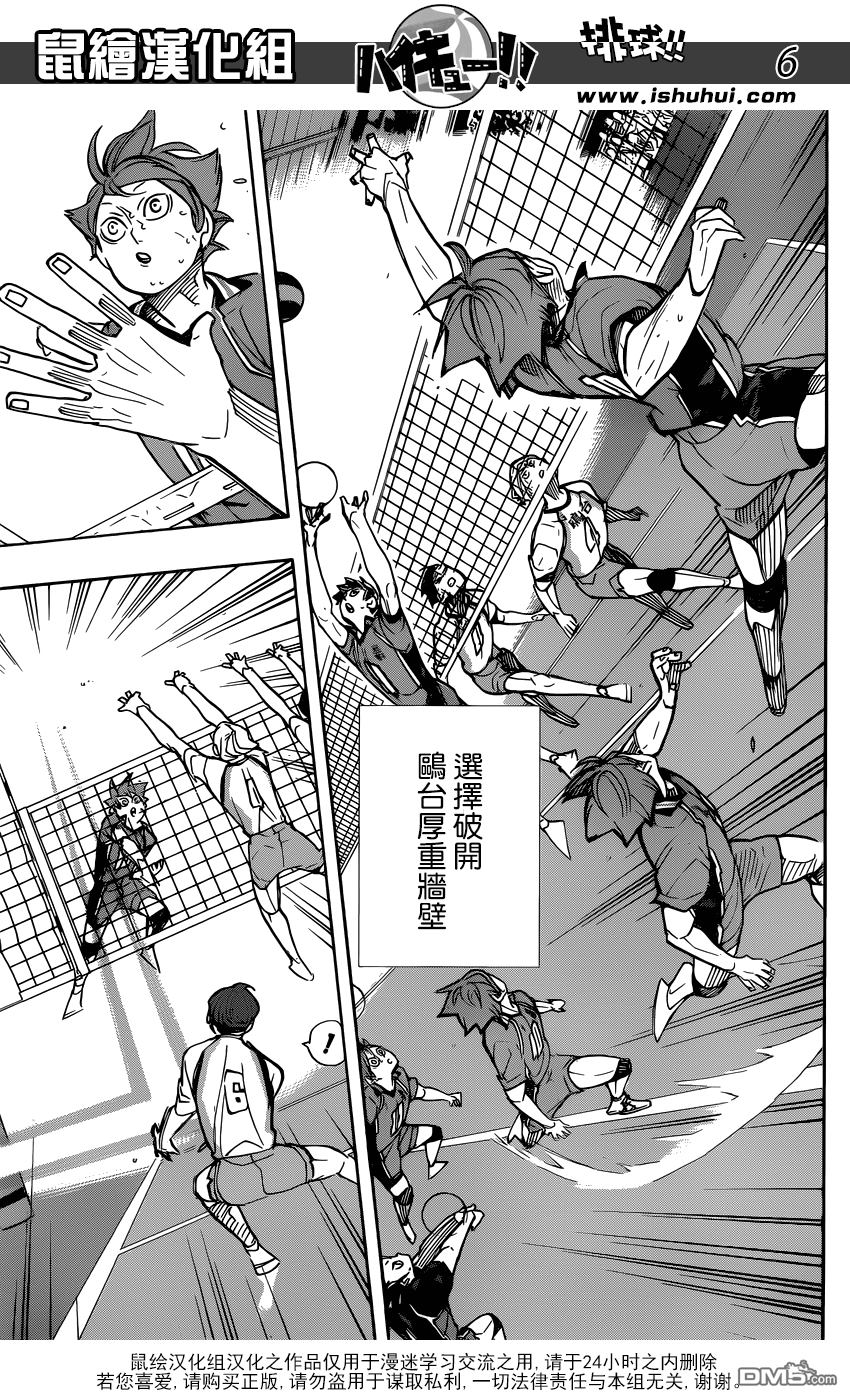 鼠繪漢化組
ハイキュー!!
排球!!
6
www.ishuhui.com
選擇破開
鷗台厚重牆壁
!
6
鼠绘汉化组汉化之作品仅用于漫迷学习交流之用, 请于24小时之内删除
若您喜爱, 请购买正版, 请勿盗用于谋取私利, 一切法律责任与本组无关, 谢谢。
DM5.com